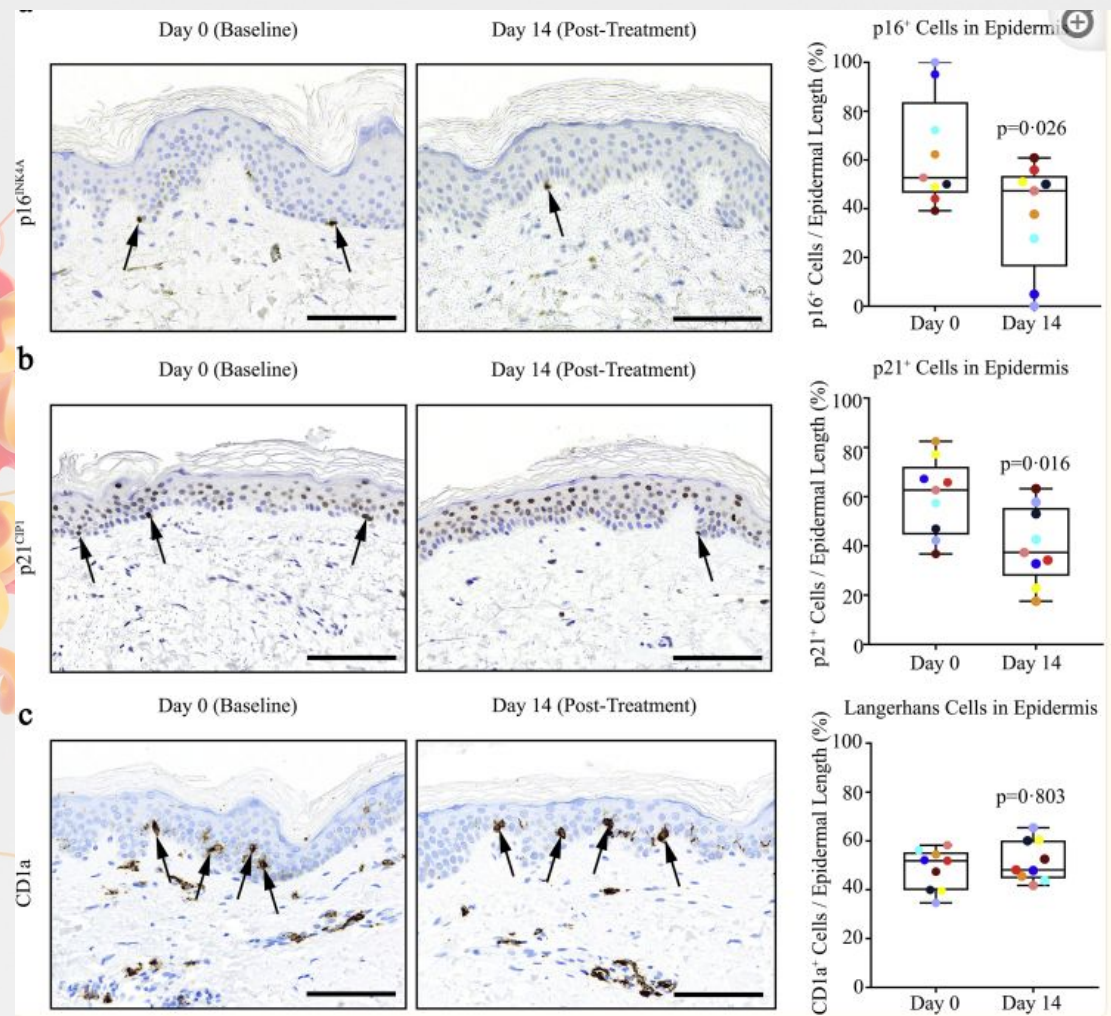 Day 0 (Baseline)
Day 14 (Post-Treatment)
p16⁺ Cells in Epidermis
p16ᴵᴺᴷ⁴ᴬ
p16⁺ Cells / Epidermal Length (%)
100
80
60
40
20
0
p=0·026
Day 0
Day 14
b
Day 0 (Baseline)
Day 14 (Post-Treatment)
p21⁺ Cells in Epidermis
p21ᶜᴵᴾ¹
p21⁺ Cells / Epidermal Length (%)
100
80
60
40
20
0
p=0·016
Day 0
Day 14
c
Day 0 (Baseline)
Day 14 (Post-Treatment)
Langerhans Cells in Epidermis
CD1a
CD1a⁺ Cells / Epidermal Length (%)
100
80
60
40
20
0
p=0·803
Day 0
Day 14